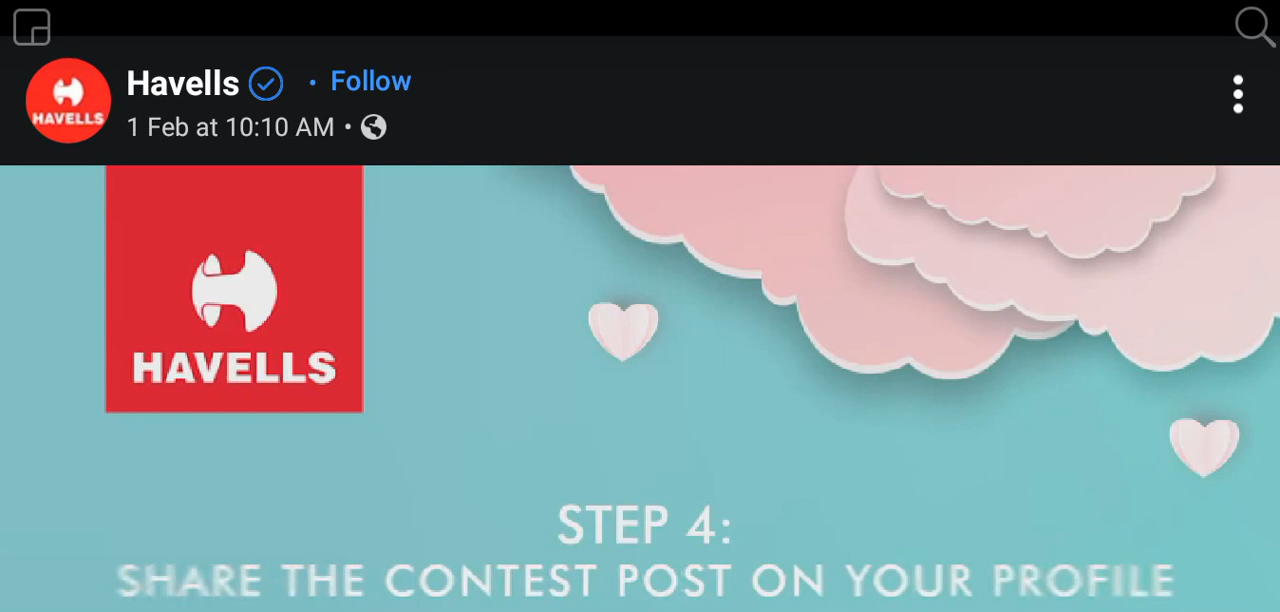 Havells • Follow
1 Feb at 10:10 AM •
HAVELLS
HAVELLS
STEP 4:
SHARE THE CONTEST POST ON YOUR PROFILE